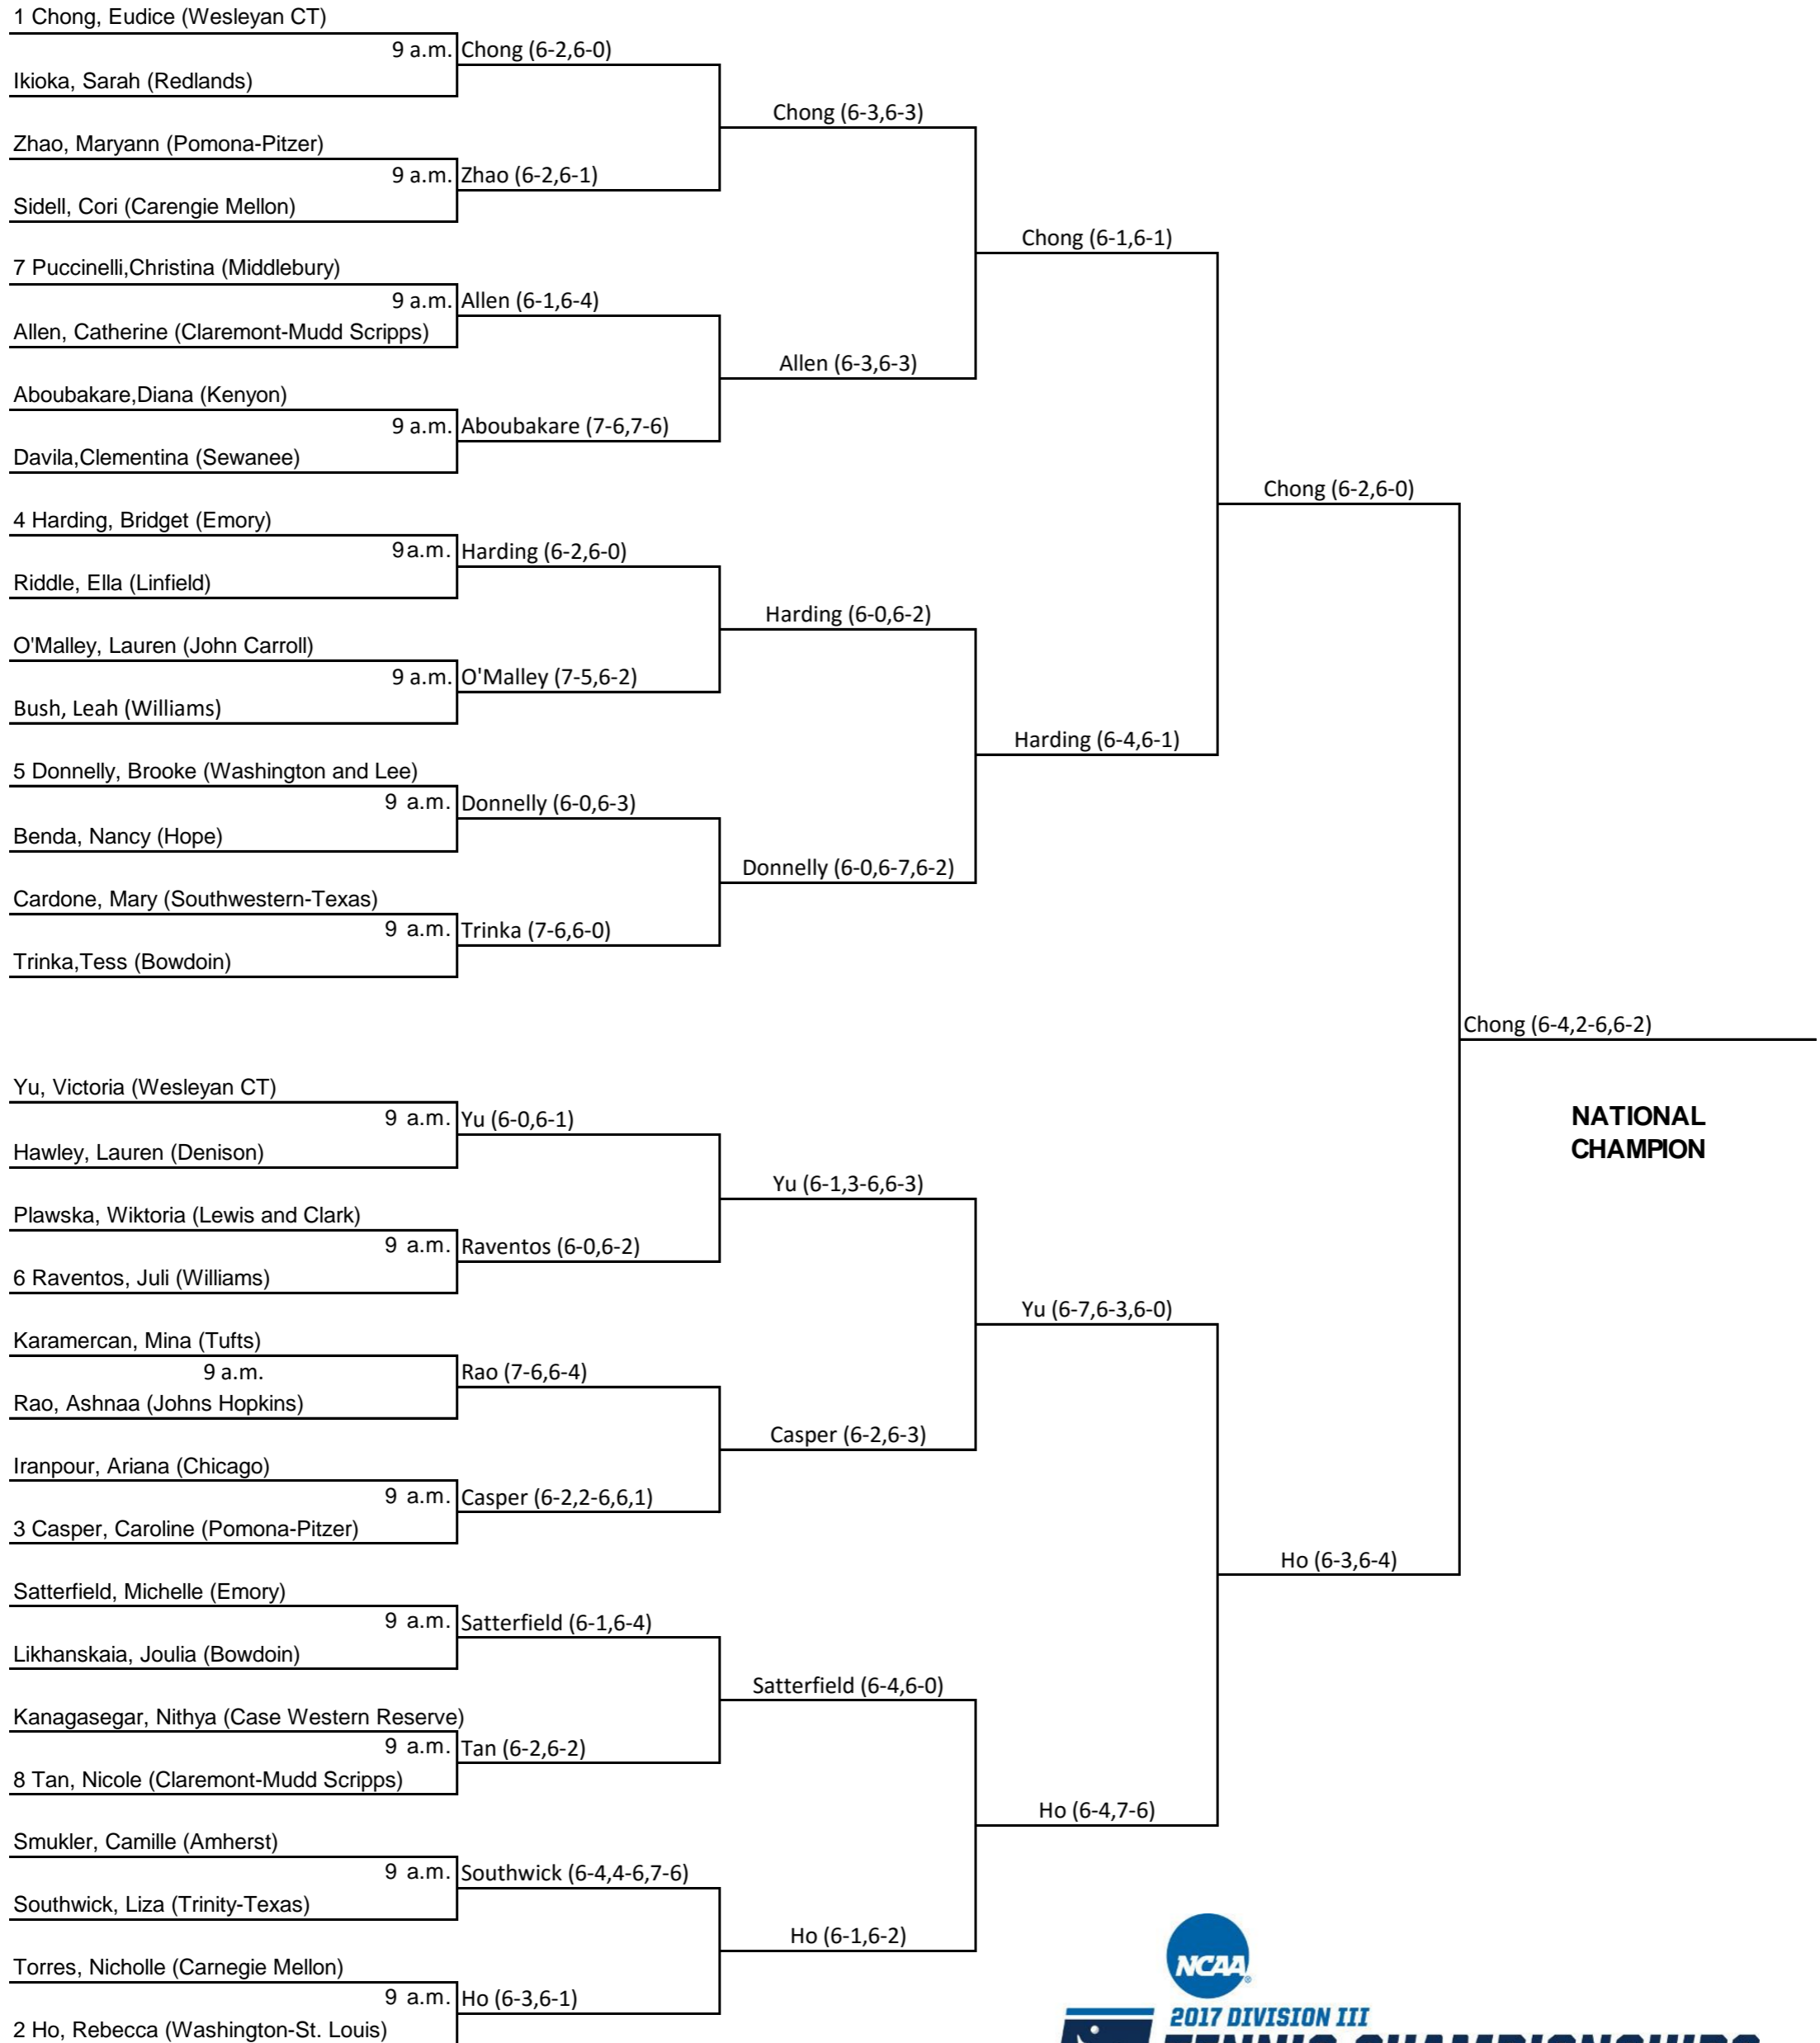 1 Chong, Eudice (Wesleyan CT)
9 a.m. Chong (6-2,6-0)
Ikioka, Sarah (Redlands)
Chong (6-3,6-3)
Zhao, Maryann (Pomona-Pitzer)
9 a.m. Zhao (6-2,6-1)
Sidell, Cori (Carengie Mellon)
Chong (6-1,6-1)
7 Puccinelli,Christina (Middlebury)
9 a.m. Allen (6-1,6-4)
Allen, Catherine (Claremont-Mudd Scripps)
Allen (6-3,6-3)
Aboubakare,Diana (Kenyon)
9 a.m. Aboubakare (7-6,7-6)
Davila,Clementina (Sewanee)
Chong (6-2,6-0)
4 Harding, Bridget (Emory)
9a.m. Harding (6-2,6-0)
Riddle, Ella (Linfield)
Harding (6-0,6-2)
O'Malley, Lauren (John Carroll)
9 a.m. O'Malley (7-5,6-2)
Bush, Leah (Williams)
Harding (6-4,6-1)
5 Donnelly, Brooke (Washington and Lee)
9 a.m. Donnelly (6-0,6-3)
Benda, Nancy (Hope)
Donnelly (6-0,6-7,6-2)
Cardone, Mary (Southwestern-Texas)
9 a.m. Trinka (7-6,6-0)
Trinka,Tess (Bowdoin)
Chong (6-4,2-6,6-2)
Yu, Victoria (Wesleyan CT)
9 a.m. Yu (6-0,6-1)
NATIONAL
CHAMPION
Hawley, Lauren (Denison)
Yu (6-1,3-6,6-3)
Plawska, Wiktoria (Lewis and Clark)
9 a.m. Raventos (6-0,6-2)
6 Raventos, Juli (Williams)
Yu (6-7,6-3,6-0)
Karamercan, Mina (Tufts)
9 a.m. Rao (7-6,6-4)
Rao, Ashnaa (Johns Hopkins)
Casper (6-2,6-3)
Iranpour, Ariana (Chicago)
9 a.m. Casper (6-2,2-6,6,1)
3 Casper, Caroline (Pomona-Pitzer)
Ho (6-3,6-4)
Satterfield, Michelle (Emory)
9 a.m. Satterfield (6-1,6-4)
Likhanskaia, Joulia (Bowdoin)
Satterfield (6-4,6-0)
Kanagasegar, Nithya (Case Western Reserve)
9 a.m. Tan (6-2,6-2)
8 Tan, Nicole (Claremont-Mudd Scripps)
Ho (6-4,7-6)
Smukler, Camille (Amherst)
9 a.m. Southwick (6-4,4-6,7-6)
Southwick, Liza (Trinity-Texas)
Ho (6-1,6-2)
Torres, Nicholle (Carnegie Mellon)
9 a.m. Ho (6-3,6-1)
2 Ho, Rebecca (Washington-St. Louis)
NCAA®
2017 DIVISION III
TENNIS CHAMPIONSHIPS